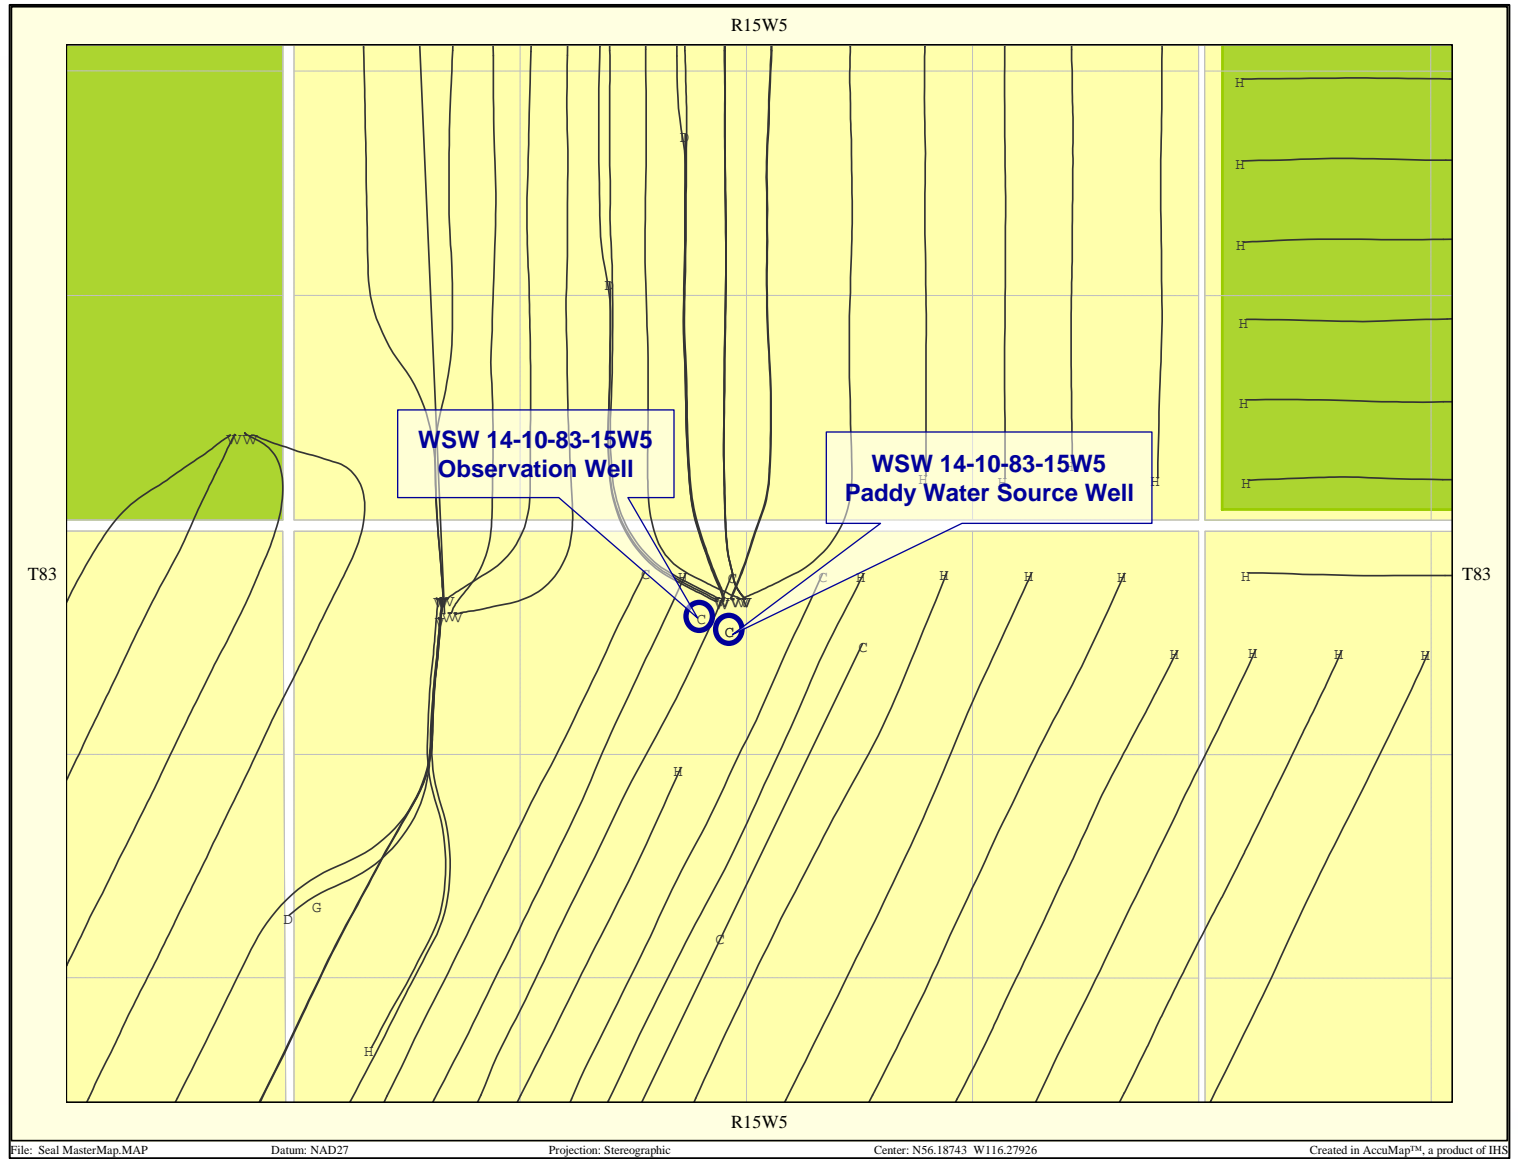 R15W5
H
H
D
H
H
D
H
H
WSW 14-10-83-15W5
Observation Well
WSW 14-10-83-15W5
Paddy Water Source Well
W W
H
H
H
H
H
T83
C
H
C
C
H
H
H
H
H
T83
C
C
C
H
H
H
H
H
C
G
D
H
R15W5
File: Seal MasterMap.MAP
Datum: NAD27
Projection: Stereographic
Center: N56.18743 W116.27926
Created in AccuMap™, a product of IHS